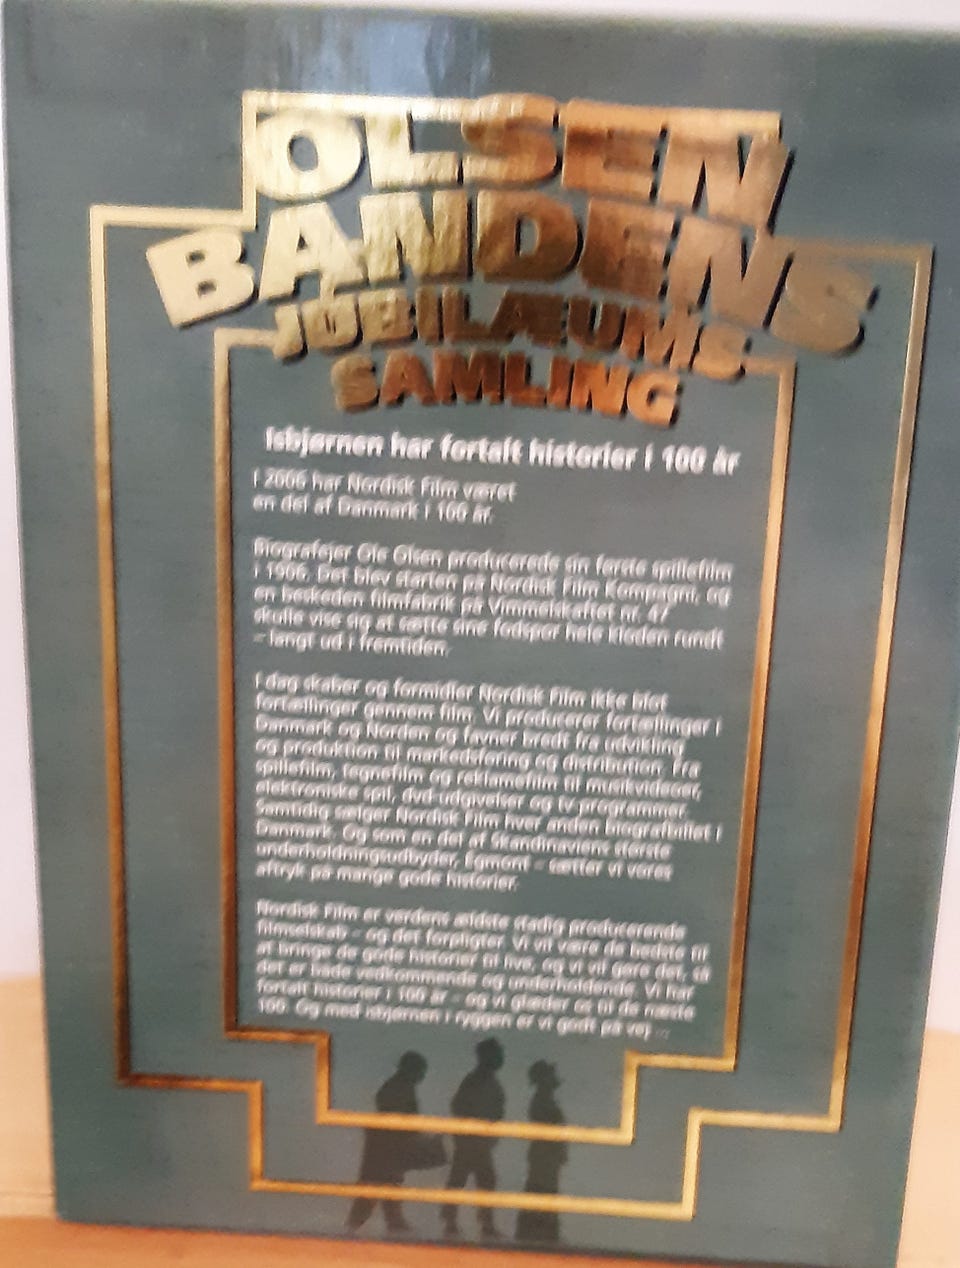 OLSEN
BANDENS
JUBILÆUMS
SAMLING
Isbjørnen har fortalt historier i 100 år
I 2006 har Nordisk Film været
en del af Danmark i 100 år.
Biografejer Ole Olsen producerede sin første spillefilm
i 1906. Det blev starten på Nordisk Film Kompagni, og
en beskeden filmfabrik på Vimmelskaftet nr. 47
skulle vise sig at sætte sine fodspor hele kloden rundt
– langt ud i fremtiden.
I dag skaber og formidler Nordisk Film ikke blot
fortællinger gennem film. Vi producerer fortællinger i
Danmark og Norden og favner bredt fra udvikling
og produktion til markedsføring og distribution. Fra
spillefilm, tegnefilm og reklamefilm til musikvideoer,
elektroniske spil, dvd-udgivelser og tv-programmer.
Samtidig sælger Nordisk Film hver anden biografbillet i
Danmark. Og som en del af Skandinaviens største
underholdningsudbyder, Egmont – sætter vi vores
aftryk på mange gode historier.
Nordisk Film er verdens ældste stadig producerende
filmselskab – og det forpligter. Vi vil være de bedste til
at bringe de gode historier til live, og vi vil gøre det, så
det er både vedkommende og underholdende. Vi har
fortalt historier i 100 år – og vi glæder os til de næste
100. Og med isbjørnen i ryggen er vi godt på vej ...